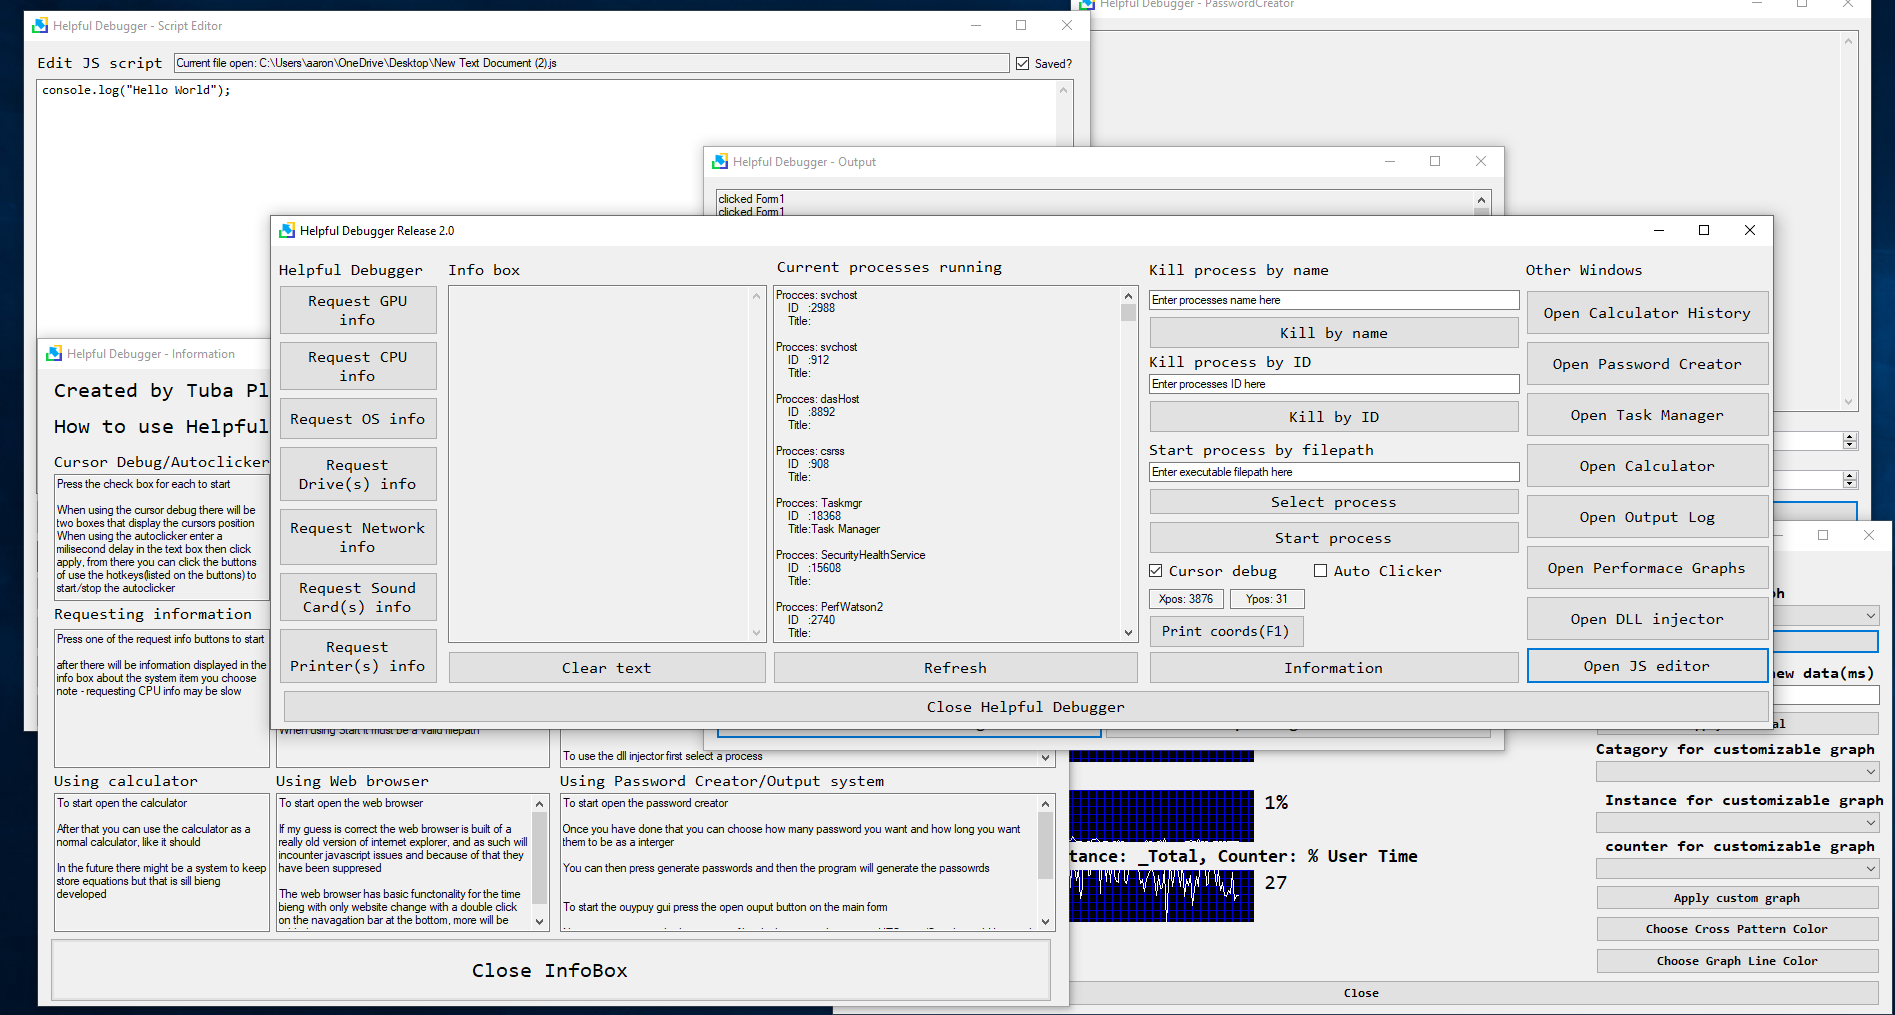 Helpful Debugger - Script Editor
Edit JS script
Current file open: C:\Users\aaron\OneDrive\Desktop\New Text Document (2).js
Saved?
console.log("Hello World");
Helpful Debugger - PasswordCreator
Helpful Debugger - Output
clicked Form1
clicked Form1
Helpful Debugger Release 2.0
Helpful Debugger
Request GPU
info
Request CPU
info
Request OS info
Request
Drive(s) info
Request Network
info
Request Sound
Card(s) info
Request
Printer(s) info
Info box
Clear text
Current processes running
Procces: svchost
ID :2988
Title:
Procces: svchost
ID :912
Title:
Procces: dasHost
ID :8892
Title:
Procces: csrss
ID :908
Title:
Procces: Taskmgr
ID :18368
Title:Task Manager
Procces: SecurityHealthService
ID :15608
Title:
Procces: PerfWatson2
ID :2740
Title:
Refresh
Kill process by name
Enter processes name here
Kill by name
Kill process by ID
Enter processes ID here
Kill by ID
Start process by filepath
Enter executable filepath here
Select process
Start process
Cursor debug
Auto Clicker
Xpos: 3876
Ypos: 31
Print coords(F1)
Information
Other Windows
Open Calculator History
Open Password Creator
Open Task Manager
Open Calculator
Open Output Log
Open Performace Graphs
Open DLL injector
Open JS editor
Close Helpful Debugger
Helpful Debugger - Information
Created by Tuba Pl
How to use Helpful
Cursor Debug/Autoclicker
Press the check box for each to start
When using the cursor debug there will be
two boxes that display the cursors position
When using the autoclicker enter a
milisecond delay in the text box then click
apply, from there you can click the buttons
of use the hotkeys(listed on the buttons) to
start/stop the autoclicker
Requesting information
Press one of the request info buttons to start
after there will be information displayed in the
info box about the system item you choose
note - requesting CPU info may be slow
When using Start it must be a valid filepath
To use the dll injector first select a process
Using calculator
To start open the calculator
After that you can use the calculator as a
normal calculator, like it should
In the future there might be a system to keep
store equations but that is sill bieng
developed
Using Web browser
To start open the web browser
If my guess is correct the web browser is built of a
really old version of internet explorer, and as such will
incounter javascript issues and because of that they
have been suppresed
The web browser has basic functonality for the time
bieng with only website change with a double click
on the navagation bar at the bottom, more will be
Using Password Creator/Output system
To start open the password creator
Once you have done that you can choose how many password you want and how long you want
them to be as a interger
You can then press generate passwords and then the program will generate the passowrds
To start the ouypuy gui press the open ouput button on the main form
Close InfoBox
1%
tance: _Total, Counter: % User Time
27
ph
new data(ms)
al
Catagory for customizable graph
Instance for customizable graph
counter for customizable graph
Apply custom graph
Choose Cross Pattern Color
Choose Graph Line Color
Close